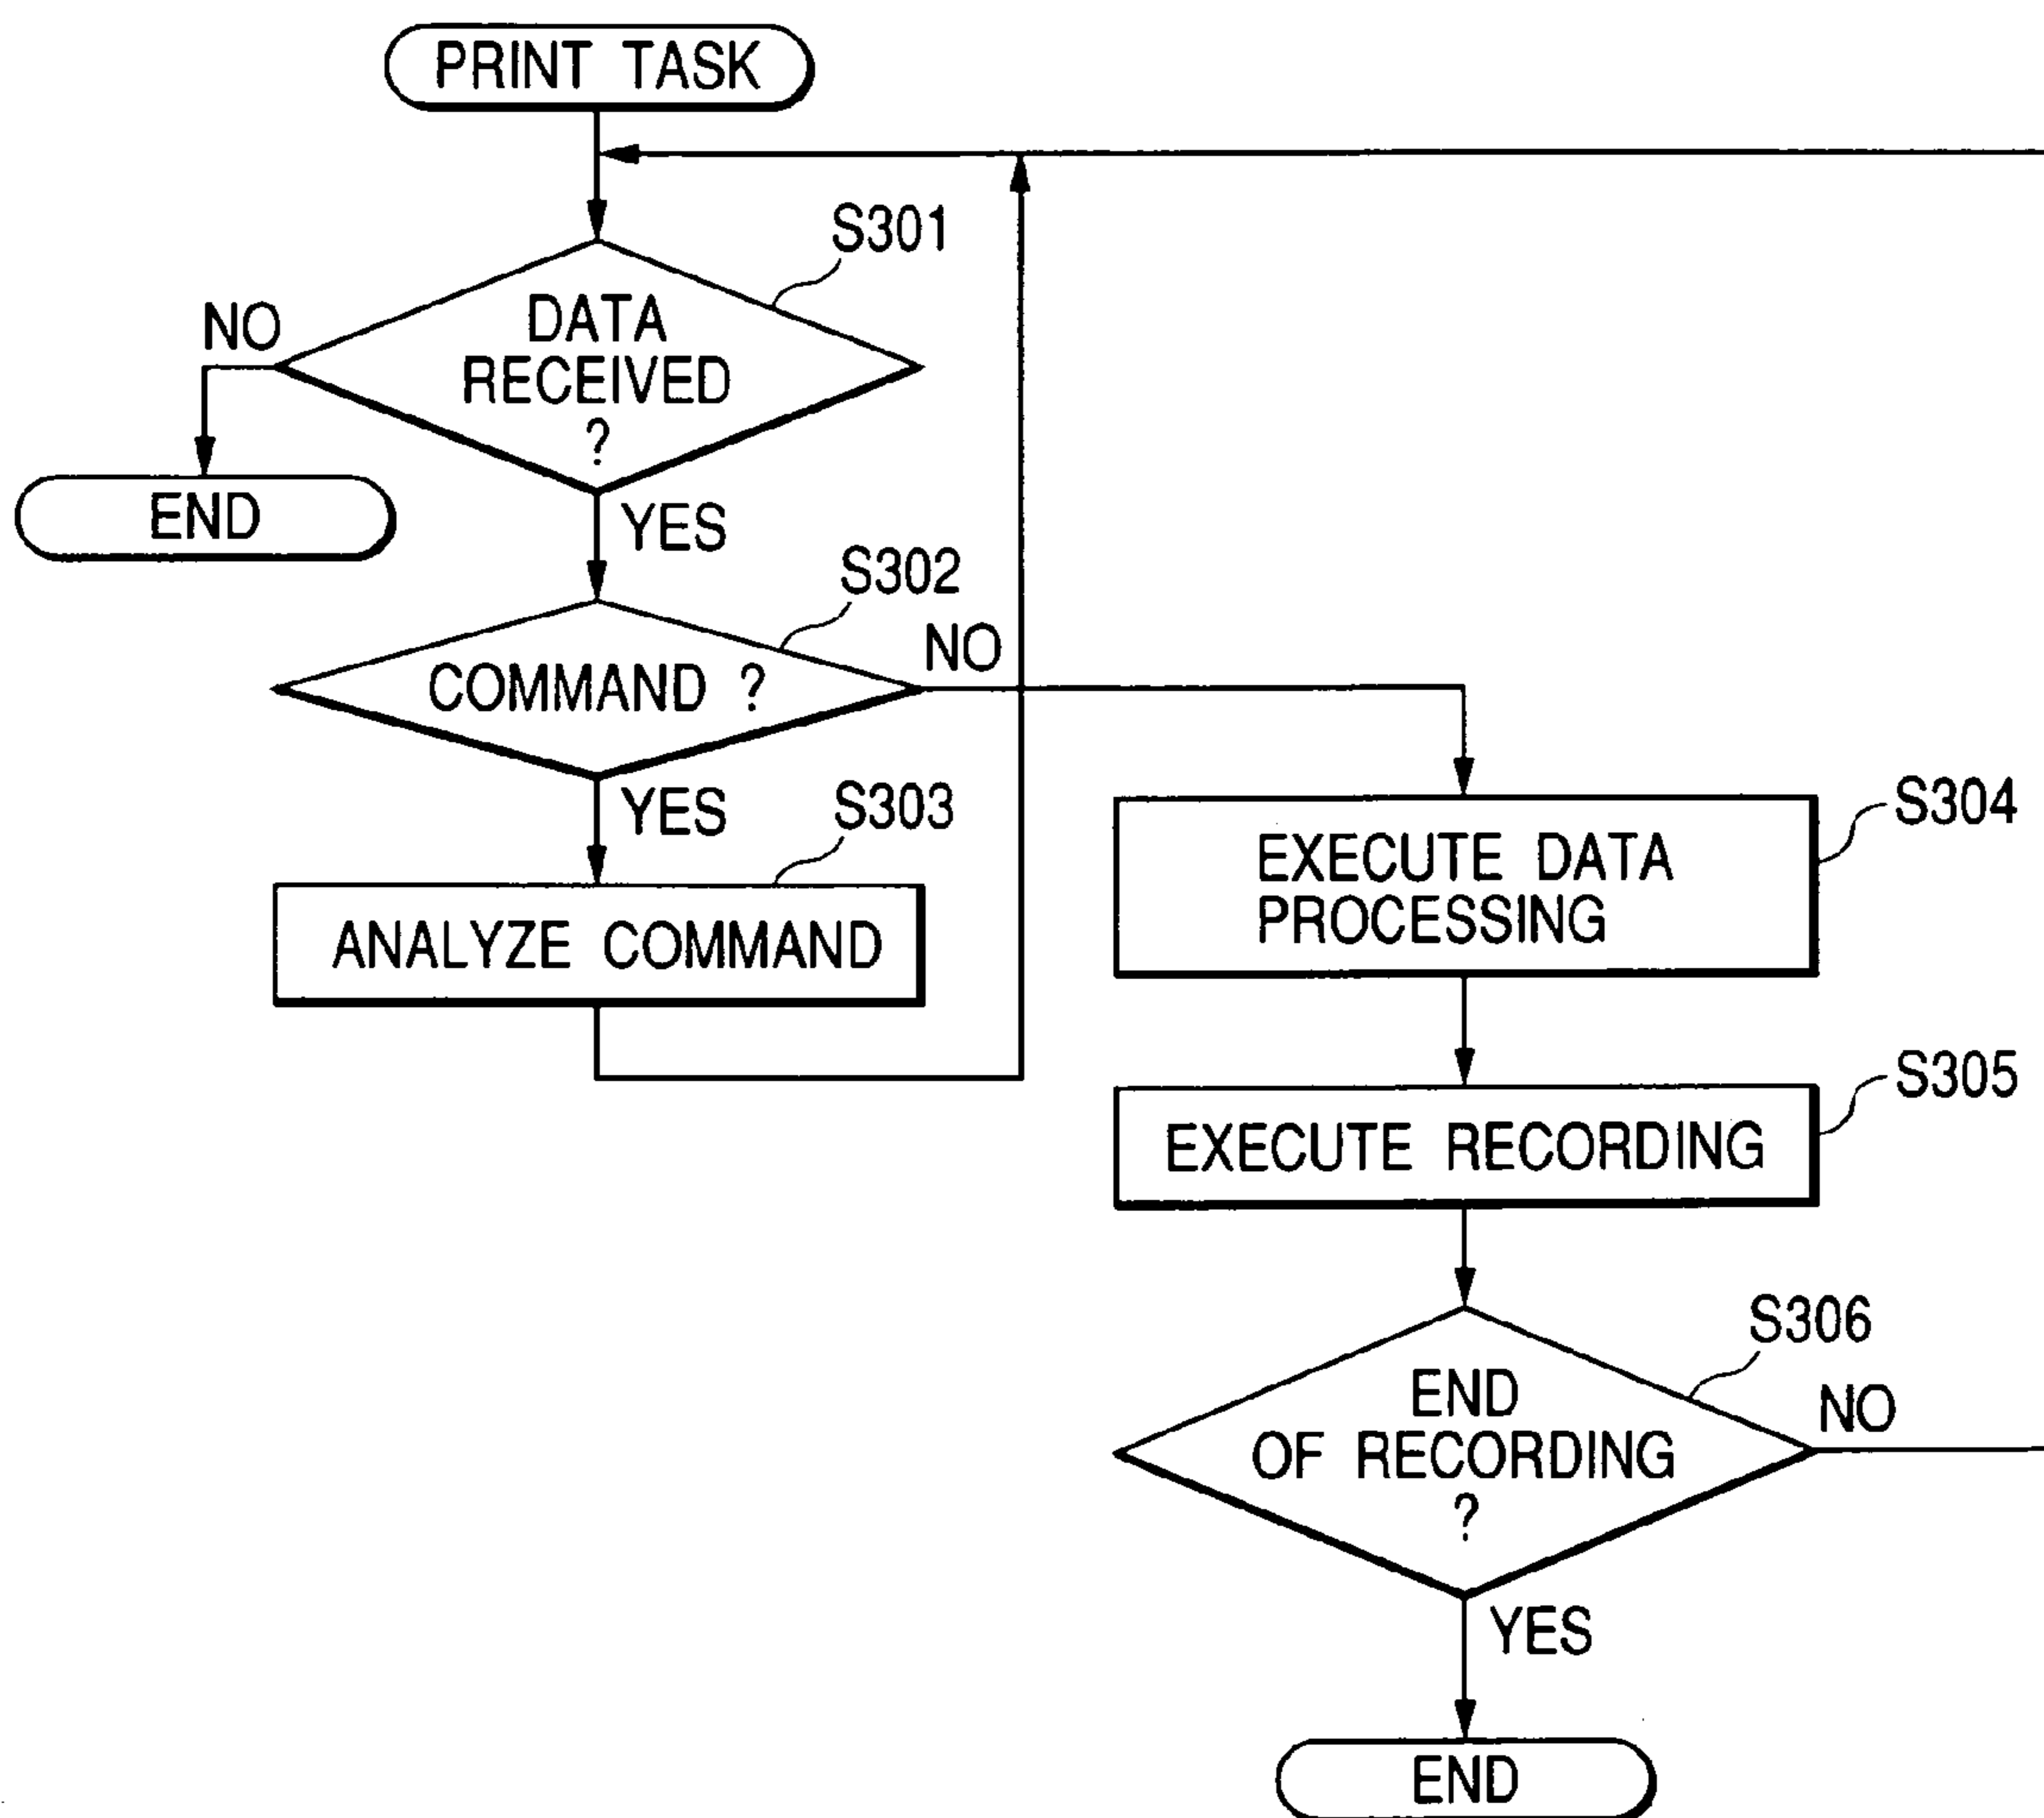 PRINT TASK
S301
DATA
RECEIVED
?
NO
END
YES
S302
COMMAND ?
NO
YES
S303
ANALYZE COMMAND
S304
EXECUTE DATA
PROCESSING
S305
EXECUTE RECORDING
S306
END
OF RECORDING
?
NO
YES
END